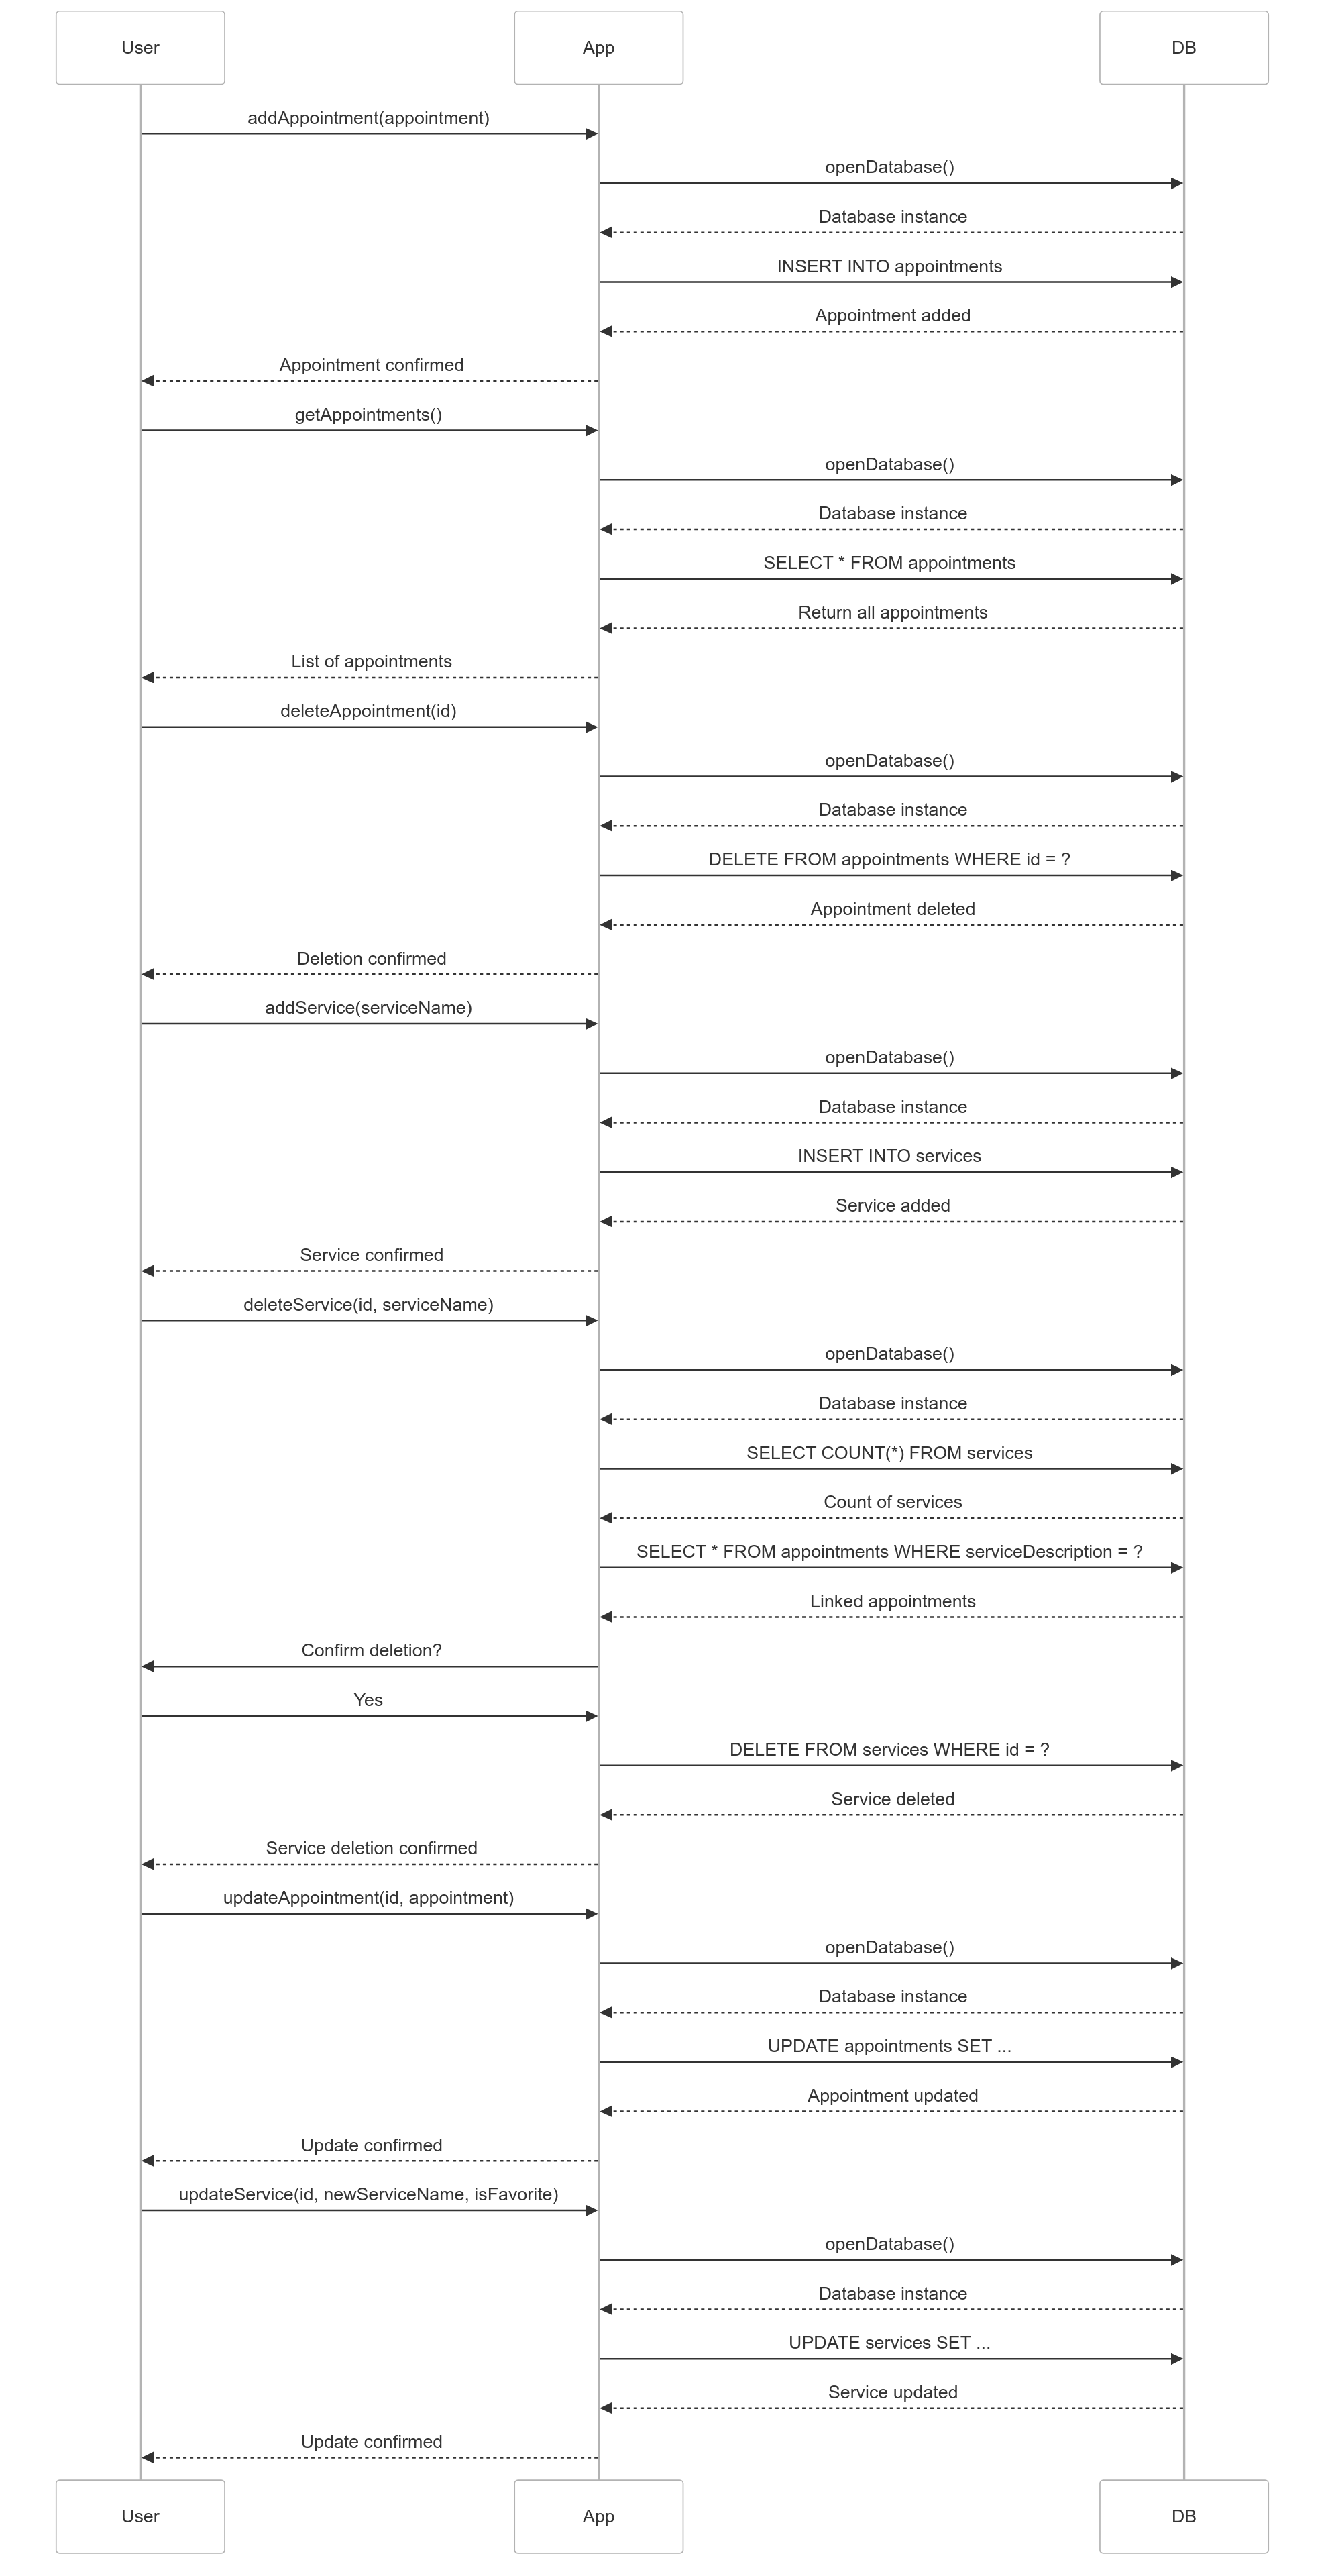 User
App
DB
addAppointment(appointment)
openDatabase()
Database instance
INSERT INTO appointments
Appointment added
Appointment confirmed
getAppointments()
openDatabase()
Database instance
SELECT * FROM appointments
Return all appointments
List of appointments
deleteAppointment(id)
openDatabase()
Database instance
DELETE FROM appointments WHERE id = ?
Appointment deleted
Deletion confirmed
addService(serviceName)
openDatabase()
Database instance
INSERT INTO services
Service added
Service confirmed
deleteService(id, serviceName)
openDatabase()
Database instance
SELECT COUNT(*) FROM services
Count of services
SELECT * FROM appointments WHERE serviceDescription = ?
Linked appointments
Confirm deletion?
Yes
DELETE FROM services WHERE id = ?
Service deleted
Service deletion confirmed
updateAppointment(id, appointment)
openDatabase()
Database instance
UPDATE appointments SET ...
Appointment updated
Update confirmed
updateService(id, newServiceName, isFavorite)
openDatabase()
Database instance
UPDATE services SET ...
Service updated
Update confirmed
User
App
DB